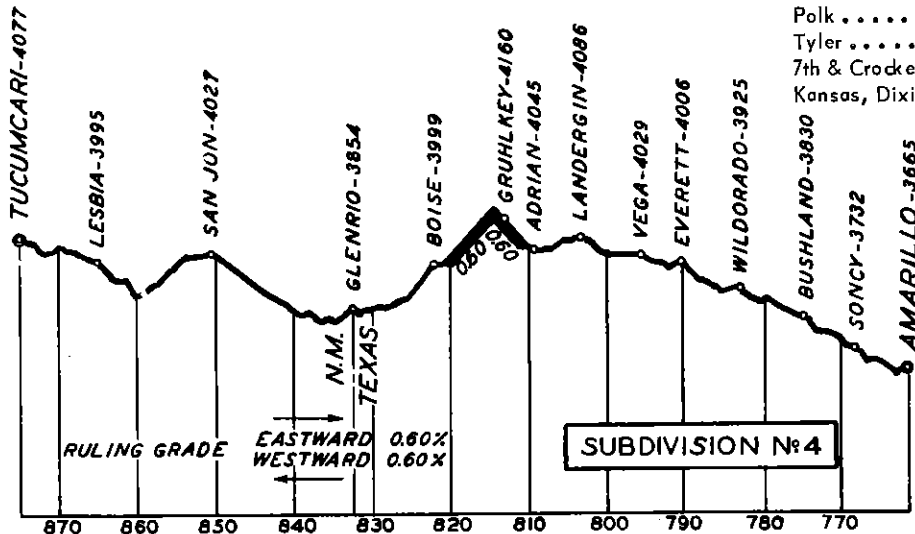 Polk . . . . .
Tyler . . . . .
7th & Crocke
Kansas, Dixi
TUCUMCARI-4077
LESBIA-3995
SAN JUN-4027
GLENRIO-3854
BOISE-3999
GRUHLKEY-4160
ADRIAN-4045
LANDERGIN-4086
VEGA-4029
EVERETT-4006
WILDORADO-3925
BUSHLAND-3830
SONCY-3732
AMARILLO-3665
0.60
0.60
N.M.
TEXAS
RULING GRADE
EASTWARD 0.60%
WESTWARD 0.60%
SUBDIVISION № 4
870 860 850 840 830 820 810 800 790 780 770